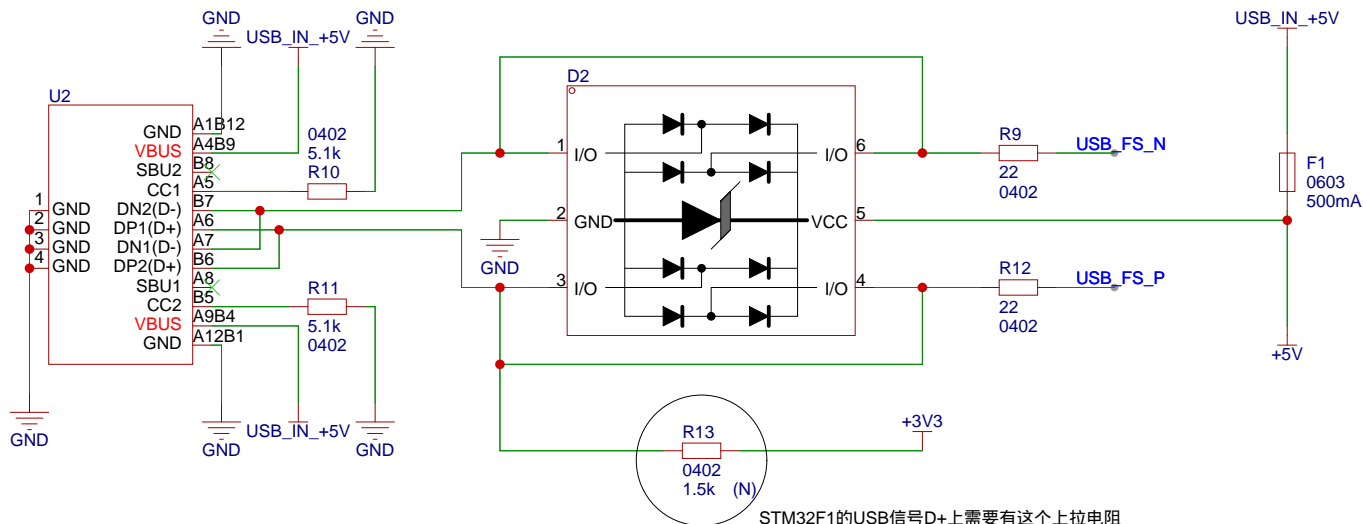 GND
USB_IN_+5V
GND
USB_IN_+5V
U2
D2
GND A1B12
VBUS A4B9
SBU2 B8
CC1 A5
DN2(D-) B7
DP1(D+) A6
DN1(D-) A7
DP2(D+) B6
SBU1 A8
CC2 B5
VBUS A9B4
GND A12B1
1 GND
2 GND
3 GND
4 GND
GND
0402
5.1k
R10
R11
5.1k
0402
GND
USB_IN_+5V
GND
1 I/O
I/O 6
2 GND
VCC 5
3 I/O
I/O 4
GND
R9
22
0402
USB_FS_N
R12
22
0402
USB_FS_P
F1
0603
500mA
+5V
R13
0402
1.5k (N)
+3V3
STM32F1的USB信号D+上需要有这个上拉电阻